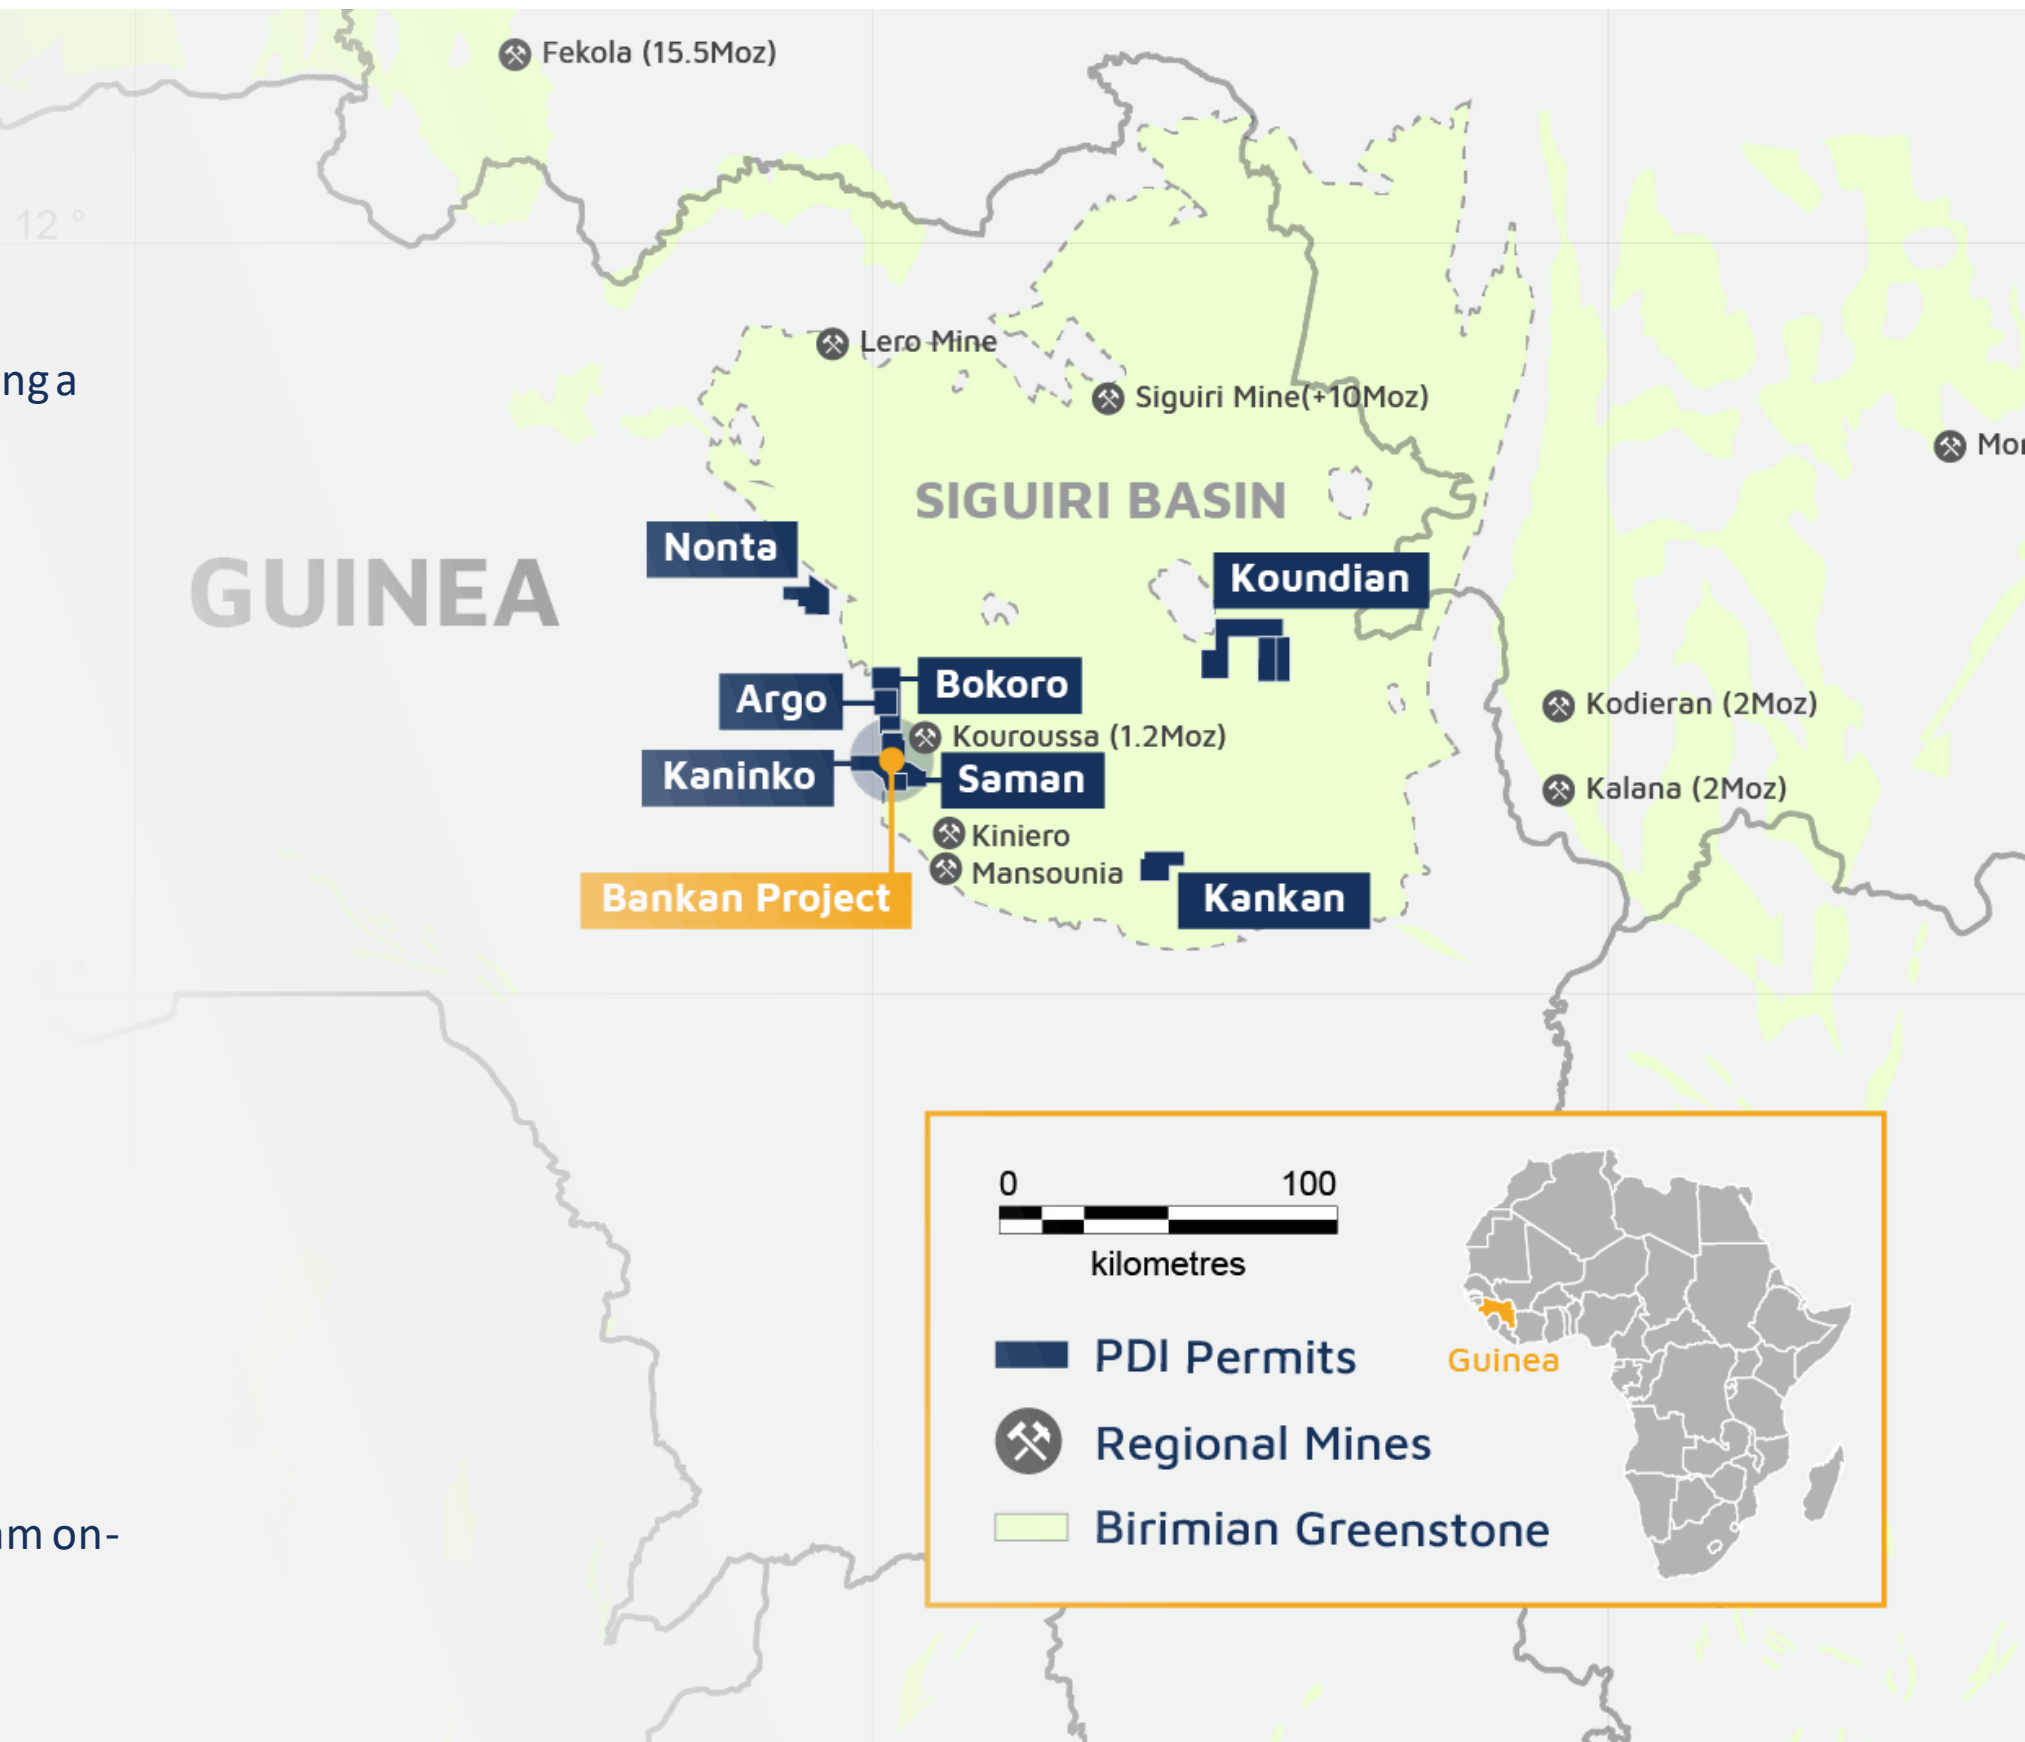 Fekola (15.5Moz)
12 °
Lero Mine
nga
Siguiri Mine(+10Moz)
SIGUIRI BASIN
Nonta
Koundian
GUINEA
Bokoro
Argo
Kodieran (2Moz)
Kouroussa (1.2Moz)
Kaninko
Saman
Kalana (2Moz)
Kiniero
Mansounia
Bankan Project
Kankan
0 100
kilometres
PDI Permits
Guinea
Regional Mines
Birimian Greenstone
on-